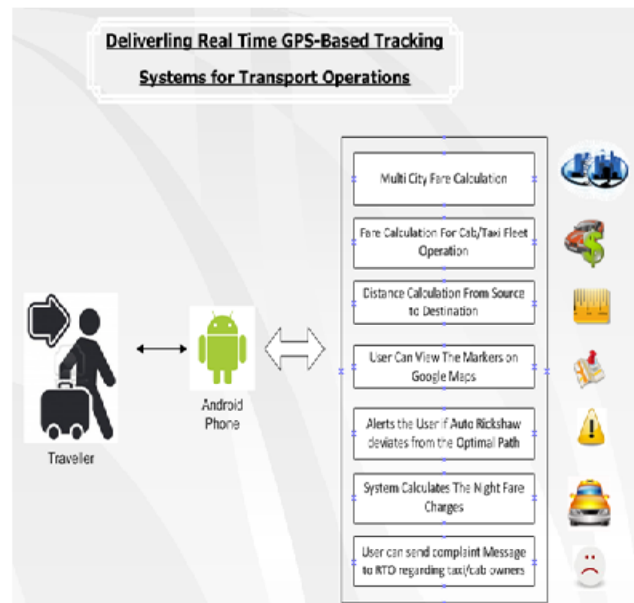 Deliverling Real Time GPS-Based Tracking
Systems for Transport Operations
Multi City Fare Calculation
Fare Calculation For Cab/Taxi Fleet
Operation
Distance Calculation From Source
to Destination
User Can View The Markers on
Google Maps
Alerts the User if Auto Rickshaw
deviates from the Optimal Path
System Calculates The Night Fare
Charges
User can send complaint Message
to RTO regarding taxi/cab owners
Android
Phone
Traveller